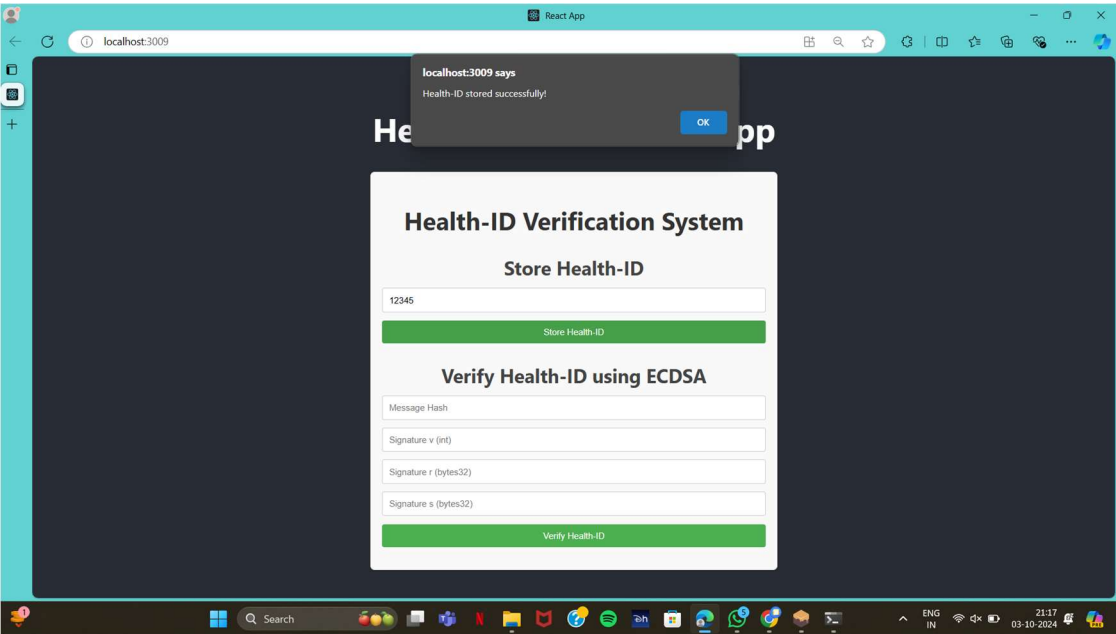 React App
localhost:3009
localhost:3009 says
Health-ID stored successfully!
OK
Health-ID Verification System
Store Health-ID
12345
Store Health-ID
Verify Health-ID using ECDSA
Message Hash
Signature v (int)
Signature r (bytes32)
Signature s (bytes32)
Verify Health-ID
1
Search
ENG
IN
21:17
03-10-2024